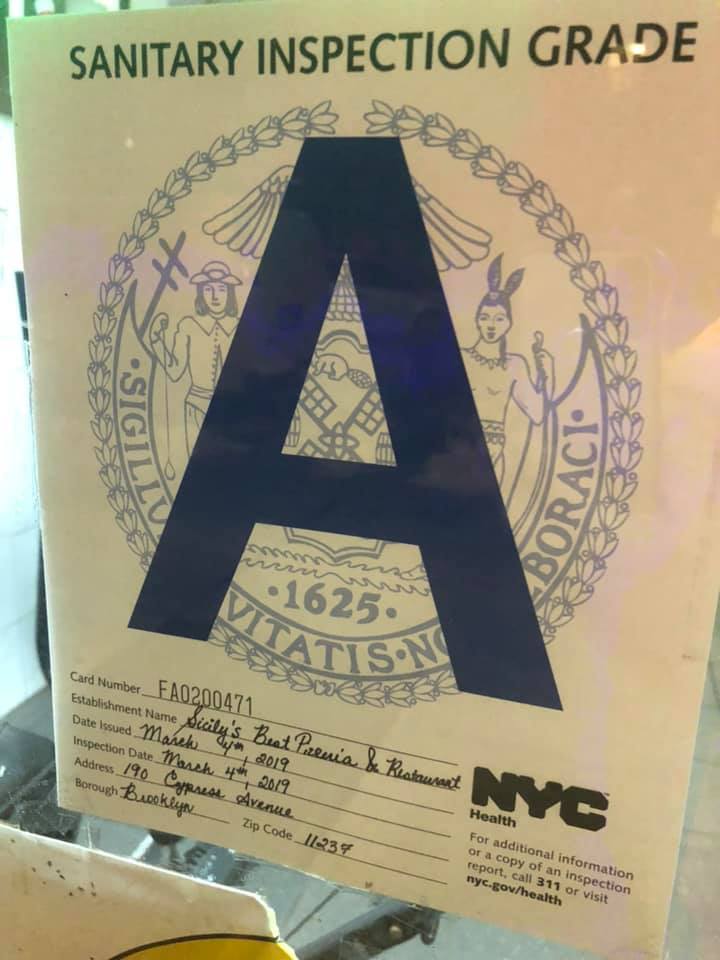 SANITARY INSPECTION GRADE
A
·SIGILLU
VITATIS·NO
BORACI·
·1625·
Card Number FA0200471
Establishment Name Sicily's Best Pizzeria & Restaurant
Date Issued March 4th, 2019
Inspection Date March 4th, 2019
Address 190 Cypress Avenue
Borough Brooklyn Zip Code 11237
NYC
Health
For additional information
or a copy of an inspection
report, call 311 or visit
nyc.gov/health